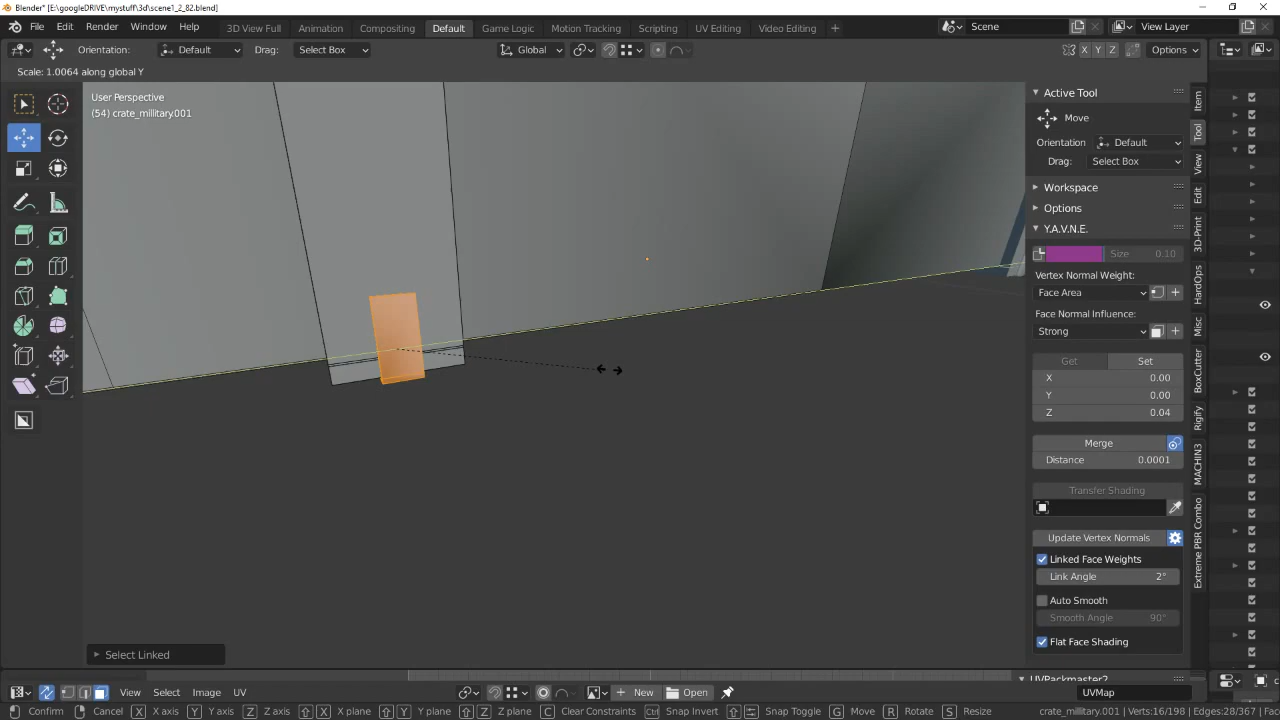 Blender* [E:\googleDRIVE\mystuff\3d\scene1_2_82.blend]
File Edit Render Window Help 3D View Full Animation Compositing Default Game Logic Motion Tracking Scripting UV Editing Video Editing + Scene View Layer
Orientation: Default Drag: Select Box Global X Y Z Options
Scale: 1.0064 along global Y
User Perspective
(54) crate_millitary.001
Active Tool
Move
Orientation Default
Drag: Select Box
Workspace
Options
Y.A.V.N.E.
Size 0.10
Vertex Normal Weight:
Face Area
Face Normal Influence:
Strong
Get Set
X 0.00
Y 0.00
Z 0.04
Merge
Distance 0.0001
Transfer Shading
Update Vertex Normals
Linked Face Weights
Link Angle 2°
Auto Smooth
Smooth Angle 90°
Flat Face Shading
UVPackmaster2
Item
Tool
View
Edit
3D-Print
HardOps
Misc
BoxCutter
Rigify
MACHIN3
Extreme PBR Combo
Select Linked
View Select Image UV New Open UVMap
Confirm Cancel X X axis Y Y axis Z Z axis X X plane Y Y plane Z Z plane C Clear Constraints Ctrl Snap Invert Snap Toggle G Move R Rotate S Resize crate_millitary.001 | Verts:16/198 | Edges:28/367 | Fac